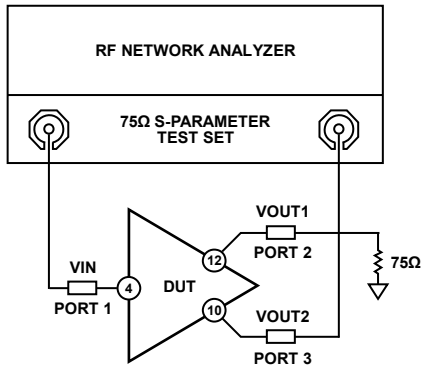 RF NETWORK ANALYZER
75Ω S-PARAMETER
TEST SET
VOUT1
12
PORT 2
75Ω
VIN
4
DUT
PORT 1
10
VOUT2
PORT 3